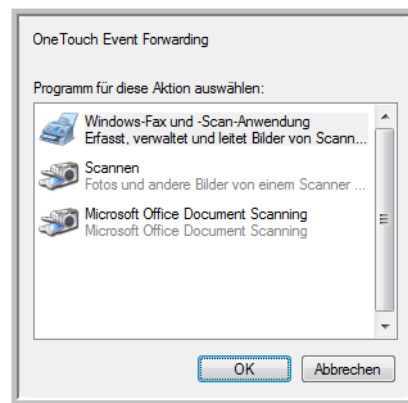 OneTouch Event Forwarding
Programm für diese Aktion auswählen:
Windows-Fax und -Scan-Anwendung
Erfasst, verwaltet und leitet Bilder von Scann...
Scannen
Fotos und andere Bilder von einem Scanner ...
Microsoft Office Document Scanning
Microsoft Office Document Scanning
OK Abbrechen